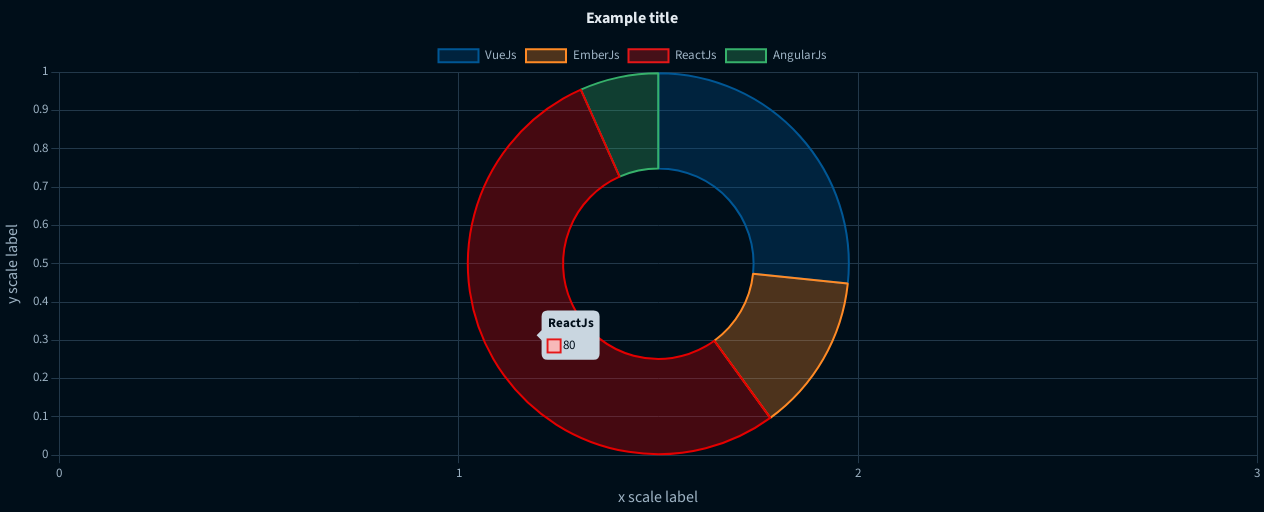 Example title
VueJs EmberJs ReactJs AngularJs
1
0.9
0.8
0.7
0.6
0.5
0.4
0.3
0.2
0.1
0
y scale label
ReactJs
80
0 1 2 3
x scale label